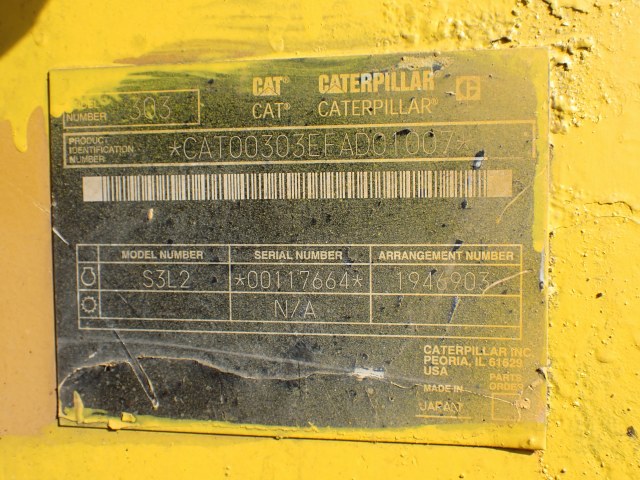 CAT® CATERPILLAR
CAT® CATERPILLAR®
NUMBER 303
PRODUCT IDENTIFICATION NUMBER *CAT00303EFAD01007*
MODEL NUMBER SERIAL NUMBER ARRANGEMENT NUMBER
S3L2 *00117664* 1946903
N/A
CATERPILLAR INC.
PEORIA, IL 61629
USA
PARTS
MADE IN ORDER
JAPAN